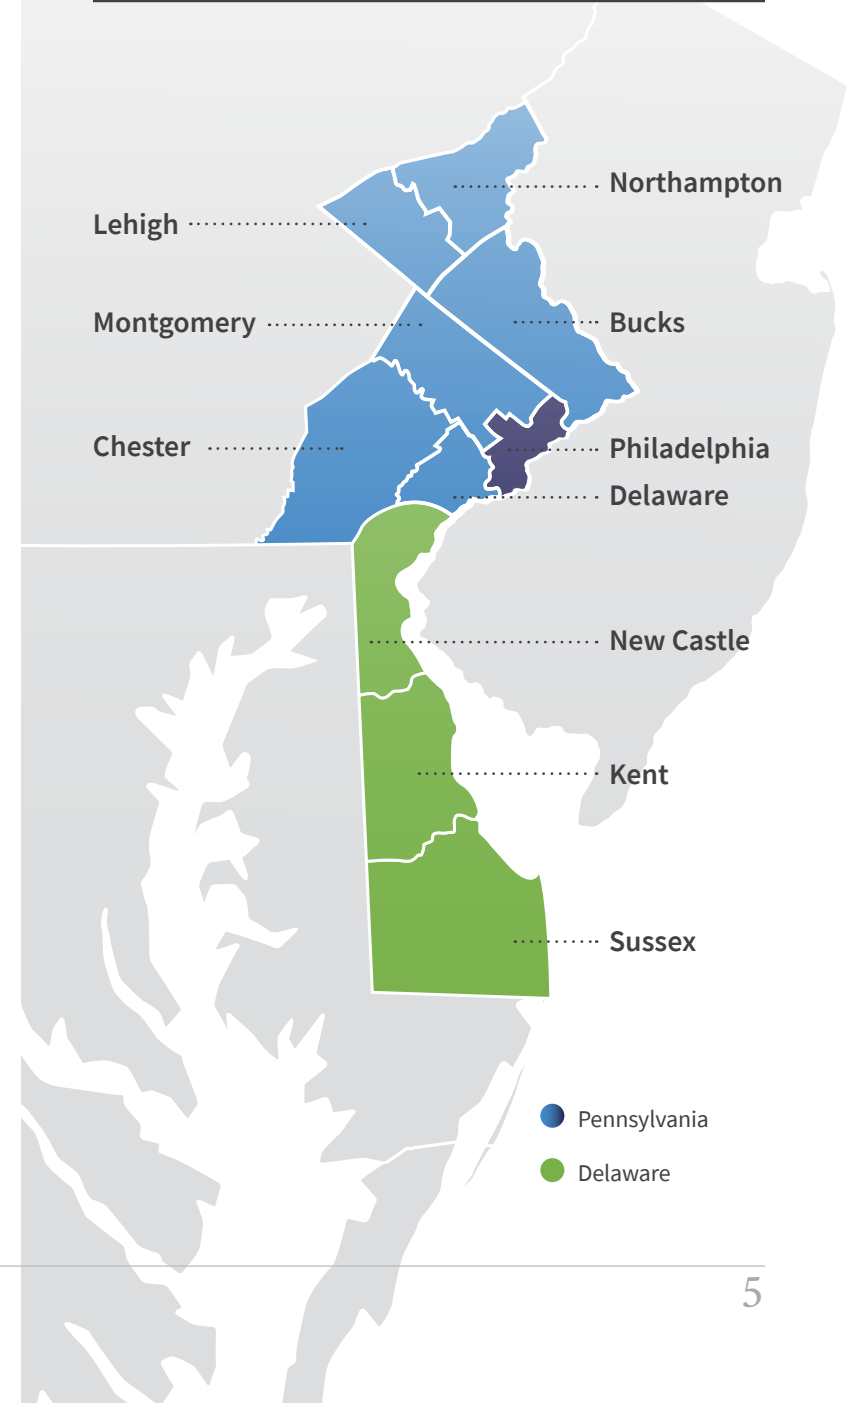 Northampton
Lehigh
Montgomery
Bucks
Chester
Philadelphia
Delaware
New Castle
Kent
Sussex
Pennsylvania
Delaware
5